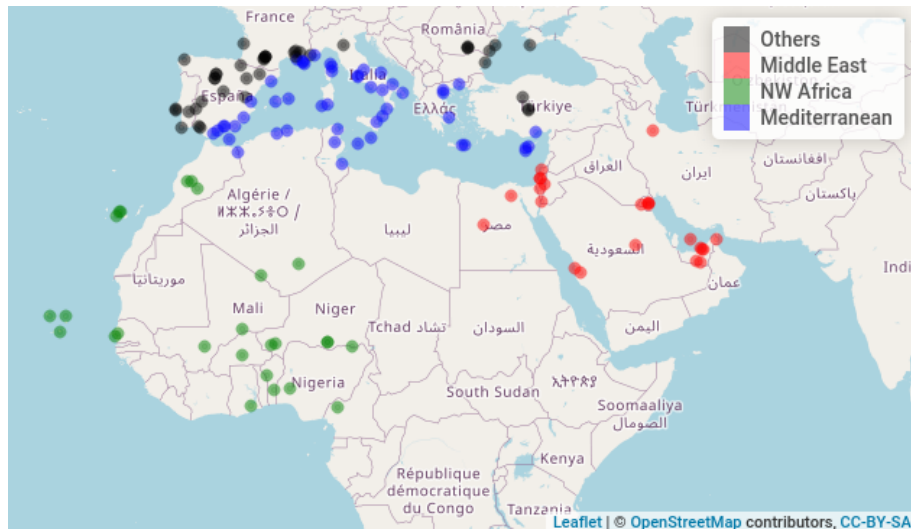 France
România
Others
Middle East
NW Africa
Mediterranean
Italia
España
Ελλάς
Türkiye
العراق
ایران
افغانستان
پاکستان
Algérie /
ⵍⵣⵣⴰⵢⴻⵔ /
الجزائر
ليبيا
مصر
السعودية
عمان
Indi
موريتانيا
Mali
Niger
Tchad تشاد
السودان
اليمن
Nigeria
South Sudan
ኢትዮጵያ
Soomaaliya
الصومال
Kenya
République
démocratique
du Congo
Tanzania
Leaflet | © OpenStreetMap contributors, CC-BY-SA